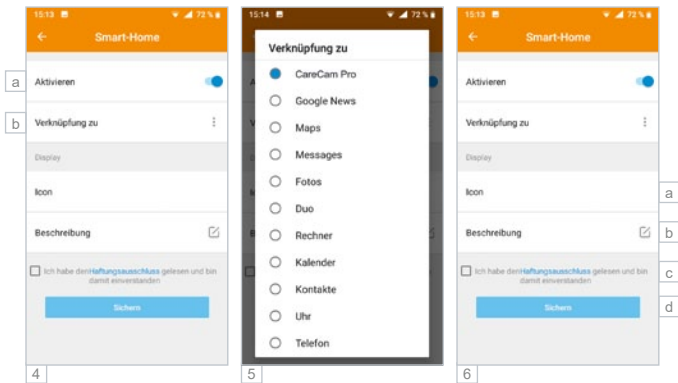 15:13 72 %
Smart-Home
a
Aktivieren
b
Verknüpfung zu
Display
Icon
Beschreibung
Ich habe den Haftungsausschluss gelesen und bin
damit einverstanden
Sichern
4
15:14 72 %
Verknüpfung zu
CareCam Pro
Google News
Maps
Messages
Fotos
Duo
Rechner
Kalender
Kontakte
Uhr
Telefon
5
15:13 72 %
Smart-Home
Aktivieren
Verknüpfung zu
Display
Icon
a
Beschreibung
b
Ich habe den Haftungsausschluss gelesen und bin
damit einverstanden
c
Sichern
d
6